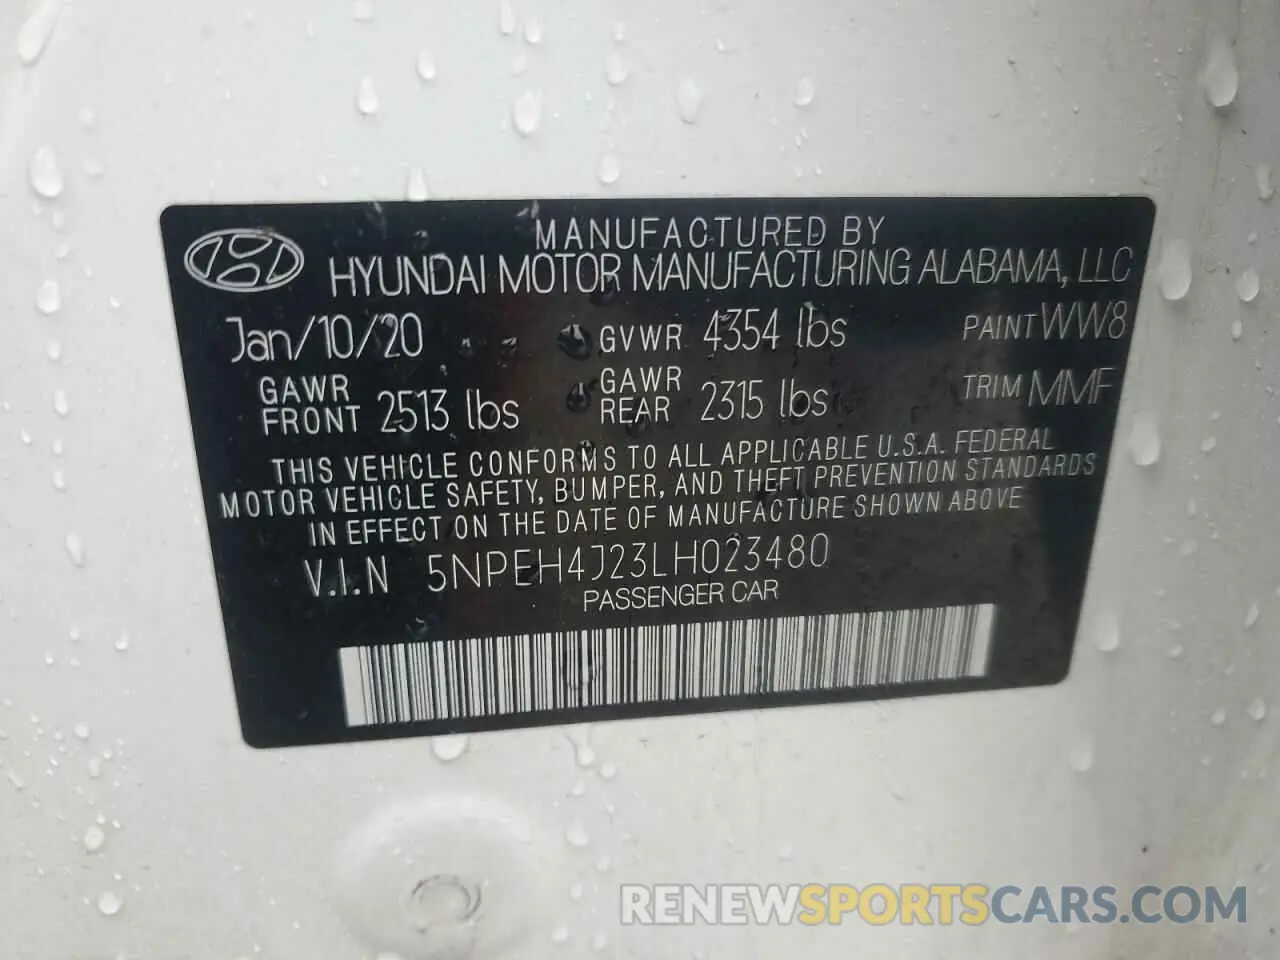 MANUFACTURED BY
HYUNDAI MOTOR MANUFACTURING ALABAMA, LLC
Jan/10/20 GVWR 4354 lbs PAINT WW8
GAWR FRONT 2513 lbs GAWR REAR 2315 lbs TRIM MMF
THIS VEHICLE CONFORMS TO ALL APPLICABLE U.S.A. FEDERAL
MOTOR VEHICLE SAFETY, BUMPER, AND THEFT PREVENTION STANDARDS
IN EFFECT ON THE DATE OF MANUFACTURE SHOWN ABOVE
V.I.N 5NPEH4J23LH023480
PASSENGER CAR
RENEWSPORTSCARS.COM